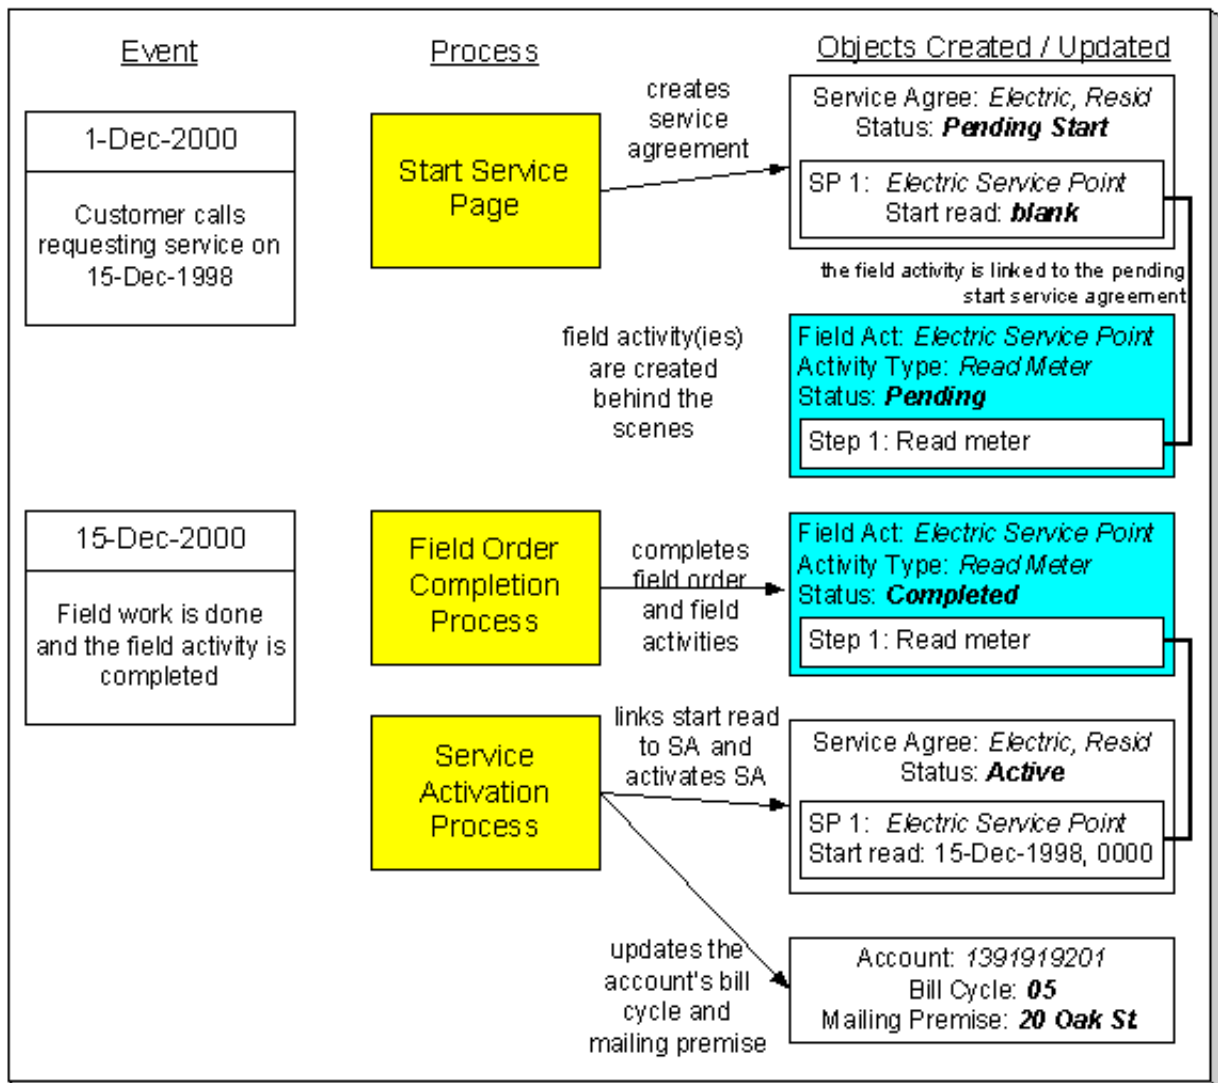 Event
Process
Objects Created / Updated
1-Dec-2000
Customer calls
requesting service on
15-Dec-1998
Start Service
Page
creates
service
agreement
Service Agree: Electric, Resid
Status: Pending Start
SP 1: Electric Service Point
Start read: blank
the field activity is linked to the pending
start service agreement
field activity(ies)
are created
behind the
scenes
Field Act: Electric Service Point
Activity Type: Read Meter
Status: Pending
Step 1: Read meter
15-Dec-2000
Field work is done
and the field activity is
completed
Field Order
Completion
Process
completes
field order
and field
activities
Field Act: Electric Service Point
Activity Type: Read Meter
Status: Completed
Step 1: Read meter
Service
Activation
Process
links start read
to SA and
activates SA
Service Agree: Electric, Resid
Status: Active
SP 1: Electric Service Point
Start read: 15-Dec-1998, 0000
updates the
account's bill
cycle and
mailing premise
Account: 1391919201
Bill Cycle: 05
Mailing Premise: 20 Oak St.